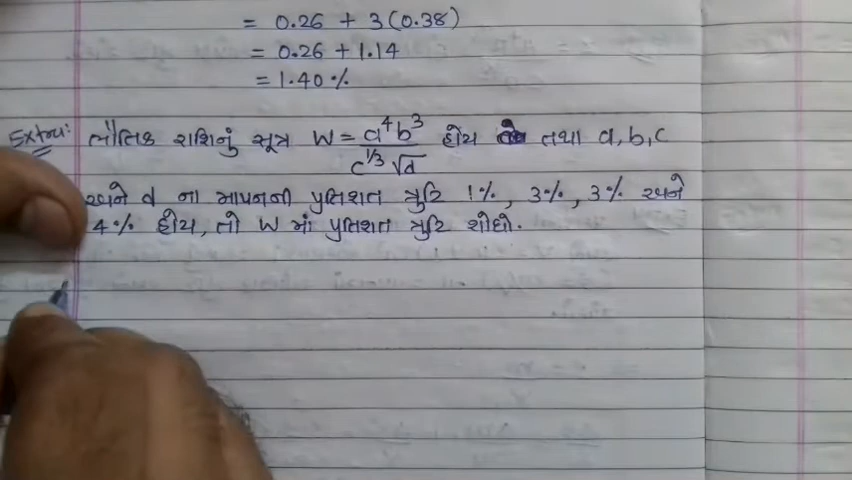 = 0.26 + 3(0.38)
= 0.26 + 1.14
= 1.40 %
Extra: ભૌતિક રાશિનું સૂત્ર W = a⁴b³ / c^1/3 √d હોય તથા a, b, c
અને d ના માપનની પ્રતિશત ત્રુટિ 1%, 3%, 3% અને
4% હોય, તો W માં પ્રતિશત ત્રુટિ શોધો.